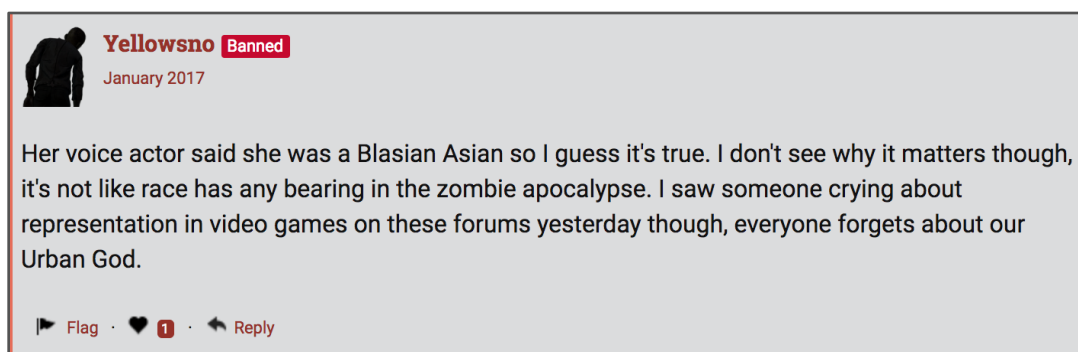 Yellowsno Banned
January 2017
Her voice actor said she was a Blasian Asian so I guess it's true. I don't see why it matters though,
it's not like race has any bearing in the zombie apocalypse. I saw someone crying about
representation in video games on these forums yesterday though, everyone forgets about our
Urban God.
Flag · 1 · Reply